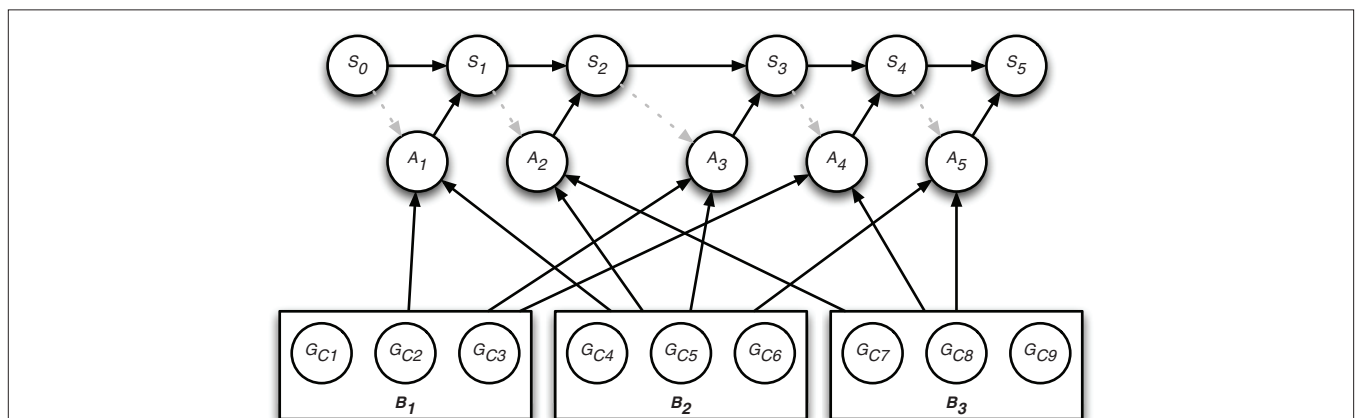 S0 S1 S2 S3 S4 S5
A1 A2 A3 A4 A5
GC1 GC2 GC3 GC4 GC5 GC6 GC7 GC8 GC9
B1 B2 B3